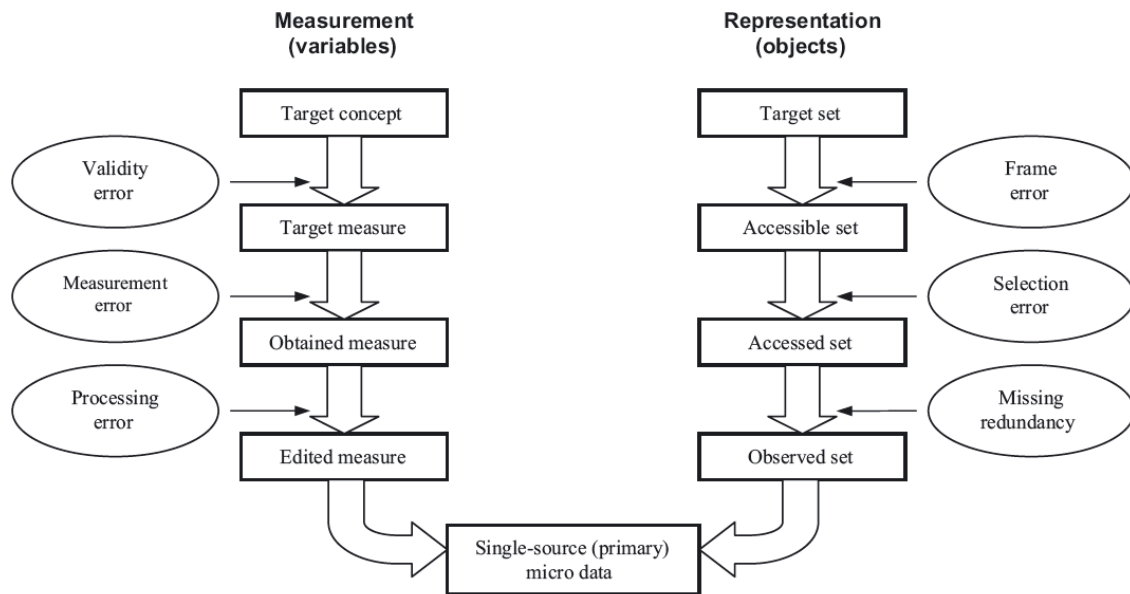 Measurement
(variables)
Representation
(objects)
Target concept
Target set
Validity
error
Frame
error
Target measure
Accessible set
Measurement
error
Selection
error
Obtained measure
Accessed set
Processing
error
Missing
redundancy
Edited measure
Observed set
Single-source (primary)
micro data